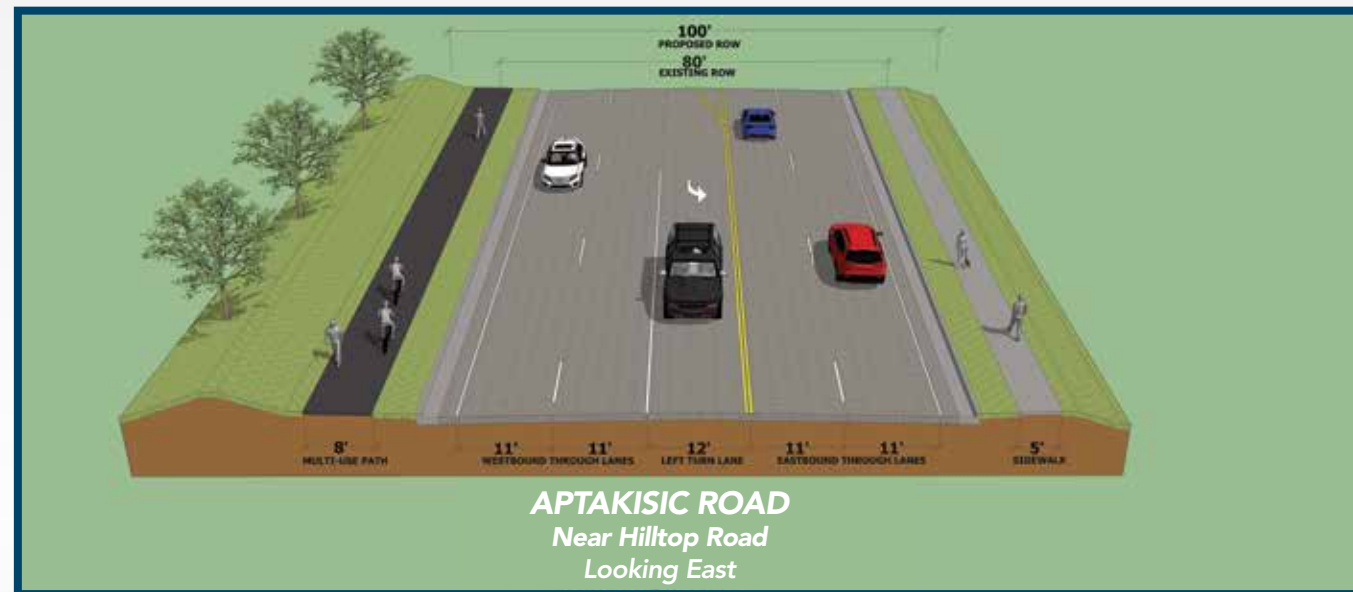 100'
PROPOSED ROW
80'
EXISTING ROW
8'
MULTI-USE PATH
11'
11'
WESTBOUND THROUGH LANES
12'
LEFT TURN LANE
11'
11'
EASTBOUND THROUGH LANES
5'
SIDEWALK
APTAKISIC ROAD
Near Hilltop Road
Looking East